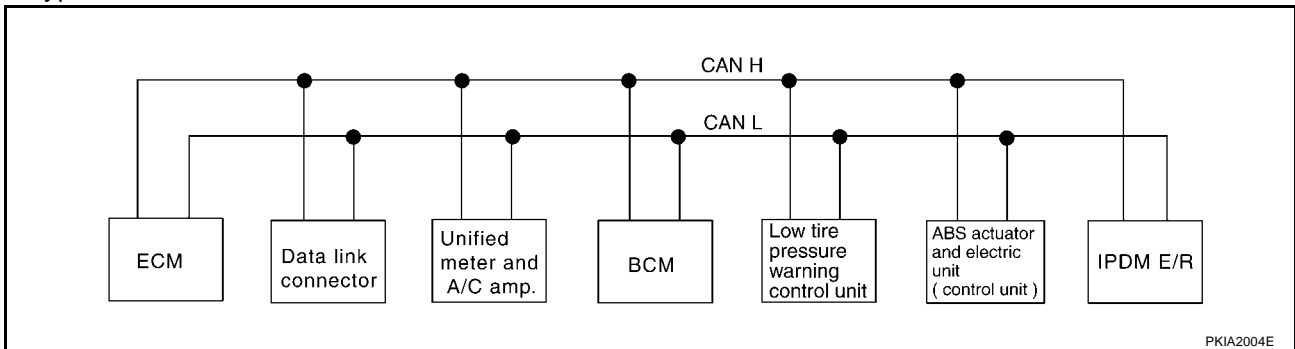 CAN H
CAN L
ECM
Data link
connector
Unified
meter and
A/C amp.
BCM
Low tire
pressure
warning
control unit
ABS actuator
and electric
unit
( control unit )
IPDM E/R
PKIA2004E